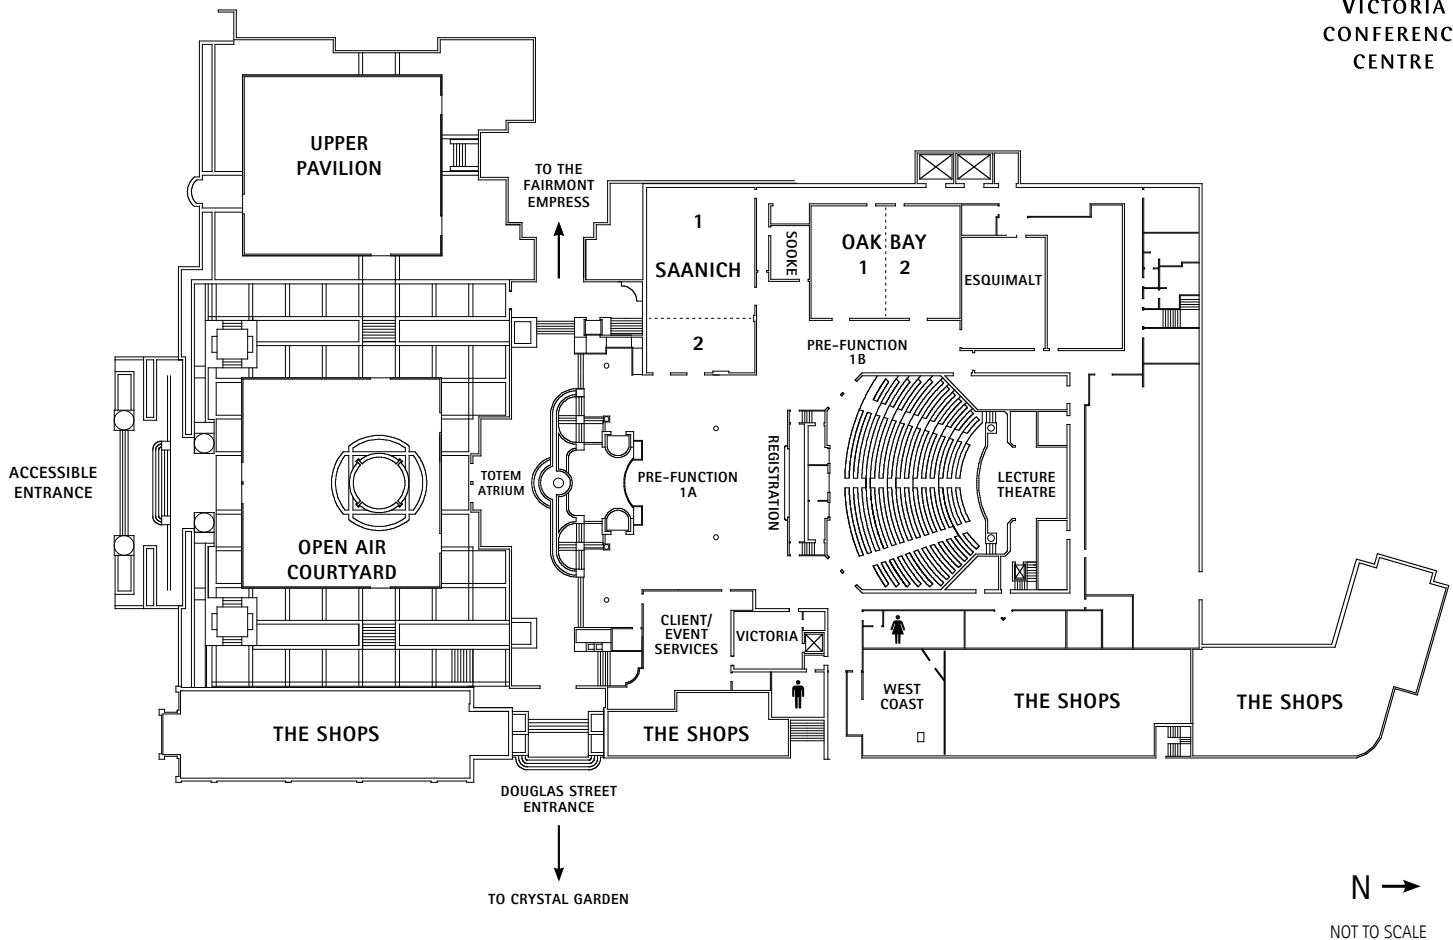 VICTORIA
CONFERENC
CENTRE
UPPER
PAVILION
TO THE
FAIRMONT
EMPRESS
1
SAANICH
2
SOOKE
OAK BAY
1 2
ESQUIMALT
PRE-FUNCTION
1B
ACCESSIBLE
ENTRANCE
OPEN AIR
COURTYARD
TOTEM
ATRIUM
PRE-FUNCTION
1A
REGISTRATION
LECTURE
THEATRE
CLIENT/
EVENT
SERVICES
VICTORIA
WEST
COAST
THE SHOPS
THE SHOPS
THE SHOPS
THE SHOPS
DOUGLAS STREET
ENTRANCE
TO CRYSTAL GARDEN
N
NOT TO SCALE